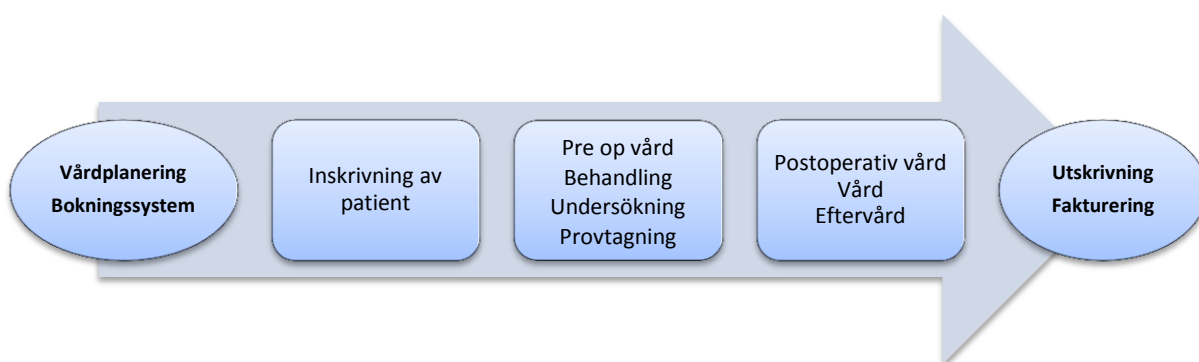 Vårdplanering
Bokningssystem
Inskrivning av
patient
Pre op vård
Behandling
Undersökning
Provtagning
Postoperativ vård
Vård
Eftervård
Utskrivning
Fakturering